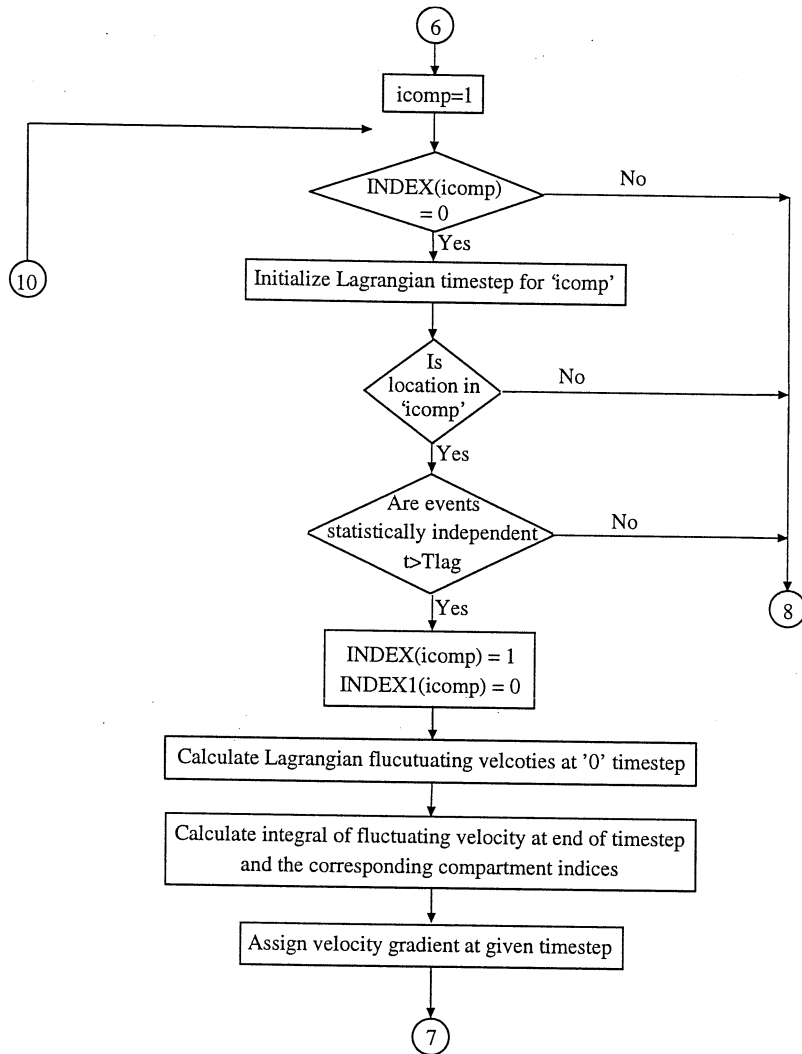 6
icomp=1
INDEX(icomp)
= 0
No
Yes
10
Initialize Lagrangian timestep for ‘icomp’
Is
location in
‘icomp’
No
Yes
Are events
statistically independent
t>Tlag
No
Yes
8
INDEX(icomp) = 1
INDEX1(icomp) = 0
Calculate Lagrangian flucutuating velcoties at '0' timestep
Calculate integral of fluctuating velocity at end of timestep
and the corresponding compartment indices
Assign velocity gradient at given timestep
7